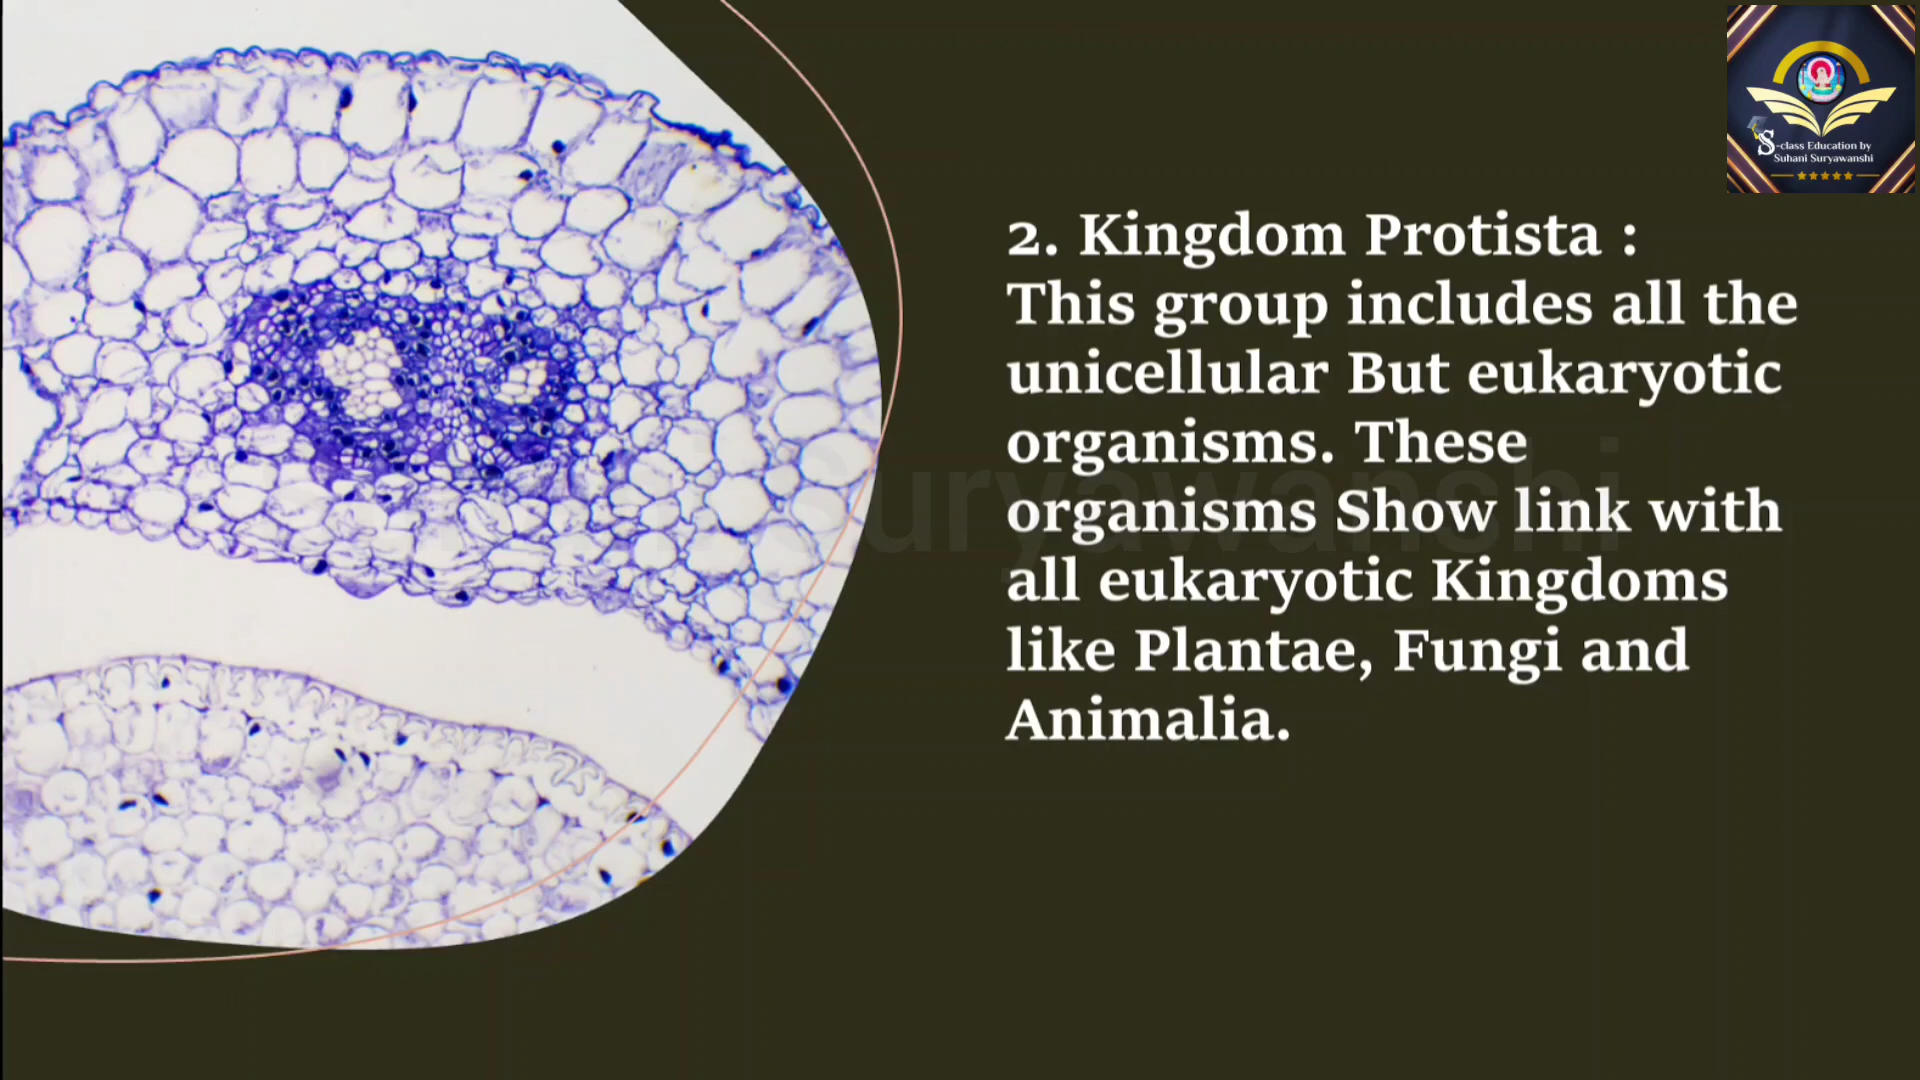 S-class Education by
Suhani Suryawanshi
2. Kingdom Protista :
This group includes all the
unicellular But eukaryotic
organisms. These
organisms Show link with
all eukaryotic Kingdoms
like Plantae, Fungi and
Animalia.
Suryawanshi